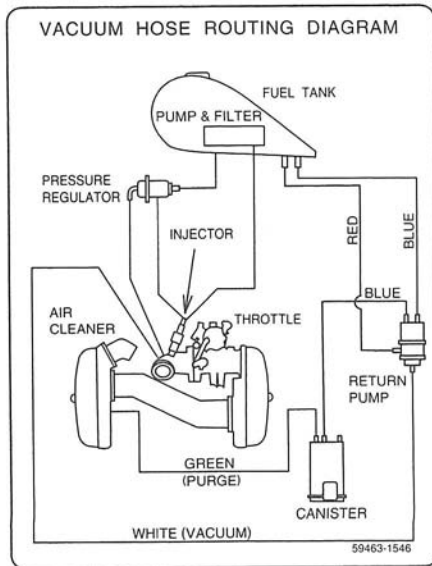 VACUUM HOSE ROUTING DIAGRAM
FUEL TANK
PUMP & FILTER
PRESSURE
REGULATOR
INJECTOR
RED
BLUE
BLUE
AIR
CLEANER
THROTTLE
RETURN
PUMP
GREEN
(PURGE)
CANISTER
WHITE (VACUUM)
59463-1546